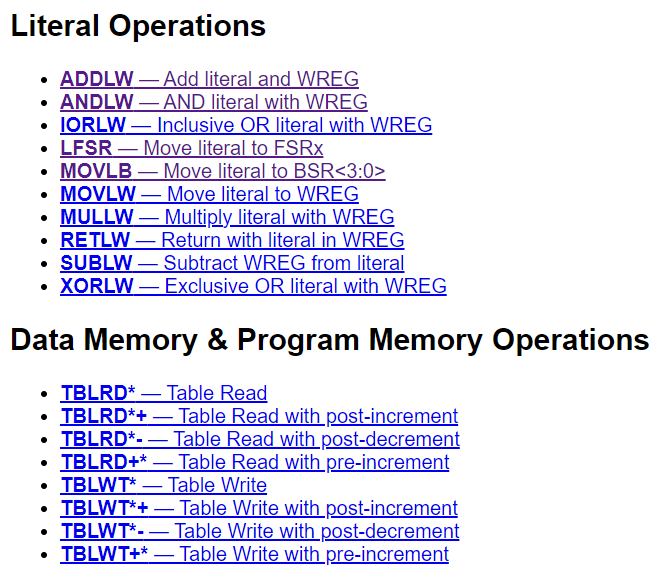 Literal Operations
ADDLW — Add literal and WREG
ANDLW — AND literal with WREG
IORLW — Inclusive OR literal with WREG
LFSR — Move literal to FSRx
MOVLB — Move literal to BSR<3:0>
MOVLW — Move literal to WREG
MULLW — Multiply literal with WREG
RETLW — Return with literal in WREG
SUBLW — Subtract WREG from literal
XORLW — Exclusive OR literal with WREG
Data Memory & Program Memory Operations
TBLRD* — Table Read
TBLRD*+ — Table Read with post-increment
TBLRD*- — Table Read with post-decrement
TBLRD+* — Table Read with pre-increment
TBLWT* — Table Write
TBLWT*+ — Table Write with post-increment
TBLWT*- — Table Write with post-decrement
TBLWT+* — Table Write with pre-increment